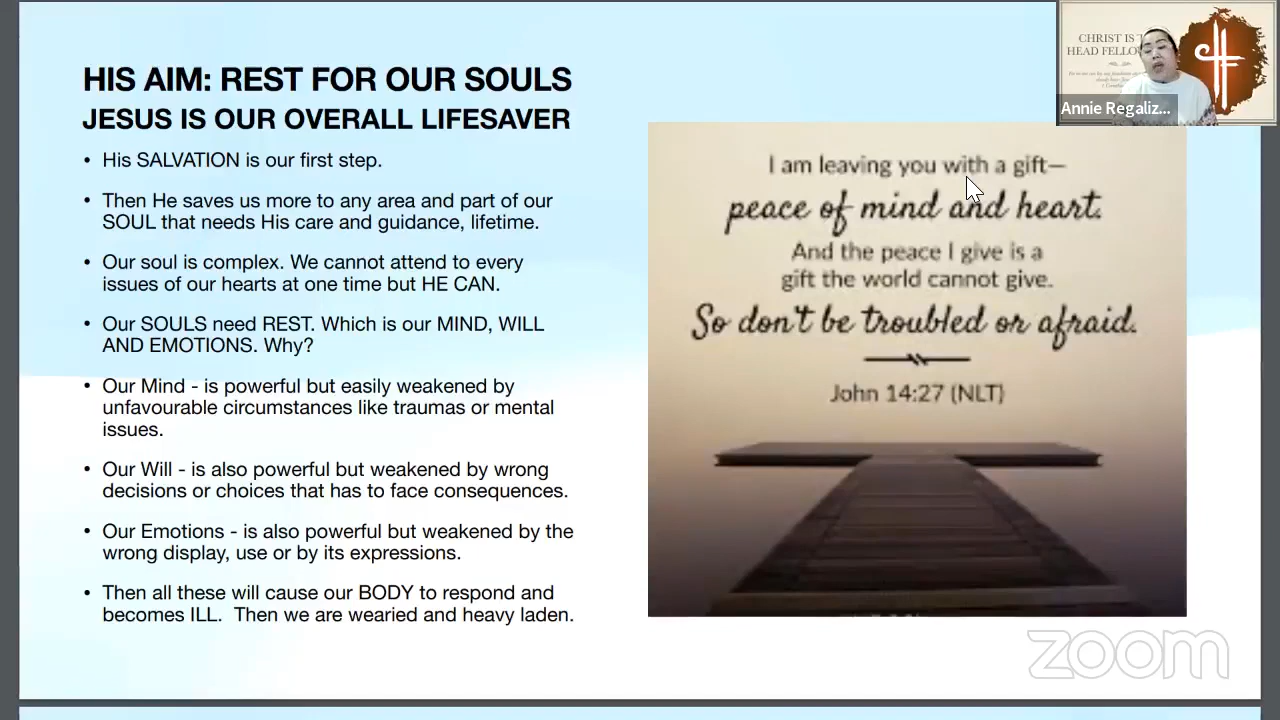 HIS AIM: REST FOR OUR SOULS
JESUS IS OUR OVERALL LIFESAVER
• His SALVATION is our first step.
• Then He saves us more to any area and part of our
SOUL that needs His care and guidance, lifetime.
• Our soul is complex. We cannot attend to every
issues of our hearts at one time but HE CAN.
• Our SOULS need REST. Which is our MIND, WILL
AND EMOTIONS. Why?
• Our Mind - is powerful but easily weakened by
unfavourable circumstances like traumas or mental
issues.
• Our Will - is also powerful but weakened by wrong
decisions or choices that has to face consequences.
• Our Emotions - is also powerful but weakened by the
wrong display, use or by its expressions.
• Then all these will cause our BODY to respond and
becomes ILL. Then we are wearied and heavy laden.
I am leaving you with a gift—
peace of mind and heart.
And the peace I give is a
gift the world cannot give.
So don't be troubled or afraid.
John 14:27 (NLT)
CHRIST IS
HEAD
Annie Regaliz...
zoom